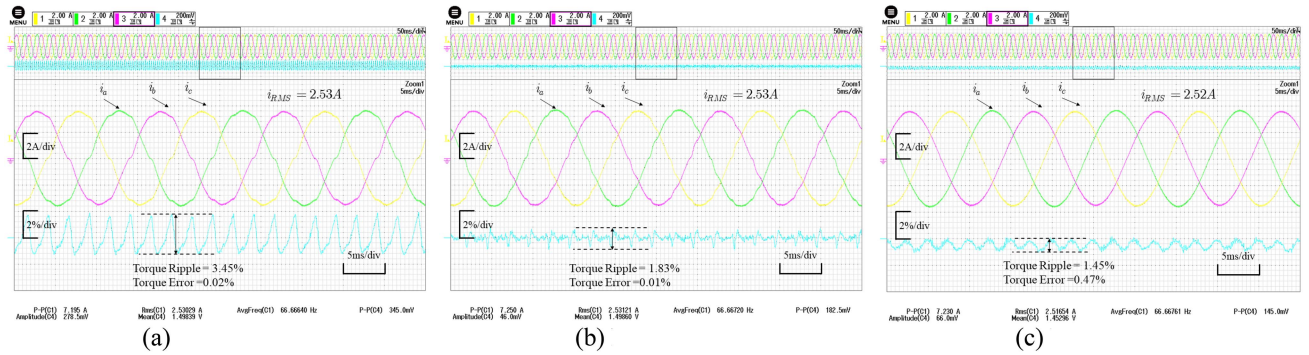 MENU
1 2.00 A 2 2.00 A 3 2.00 A 4 200mV
50ms/div
Zoom1
5ms/div
i_a i_b i_c i_RMS = 2.53A
2A/div
2%/div
5ms/div
Torque Ripple = 3.45%
Torque Error =0.02%
P-P(C1) 7.195 A Rms(C1) 2.53029 A AvgFreq(C1) 66.66640 Hz P-P(C4) 345.0mV
Amplitude(C4) 278.5mV Mean(C4) 1.49839 V
(a)
MENU
1 2.00 A 2 2.00 A 3 2.00 A 4 200mV
50ms/div
Zoom1
5ms/div
i_a i_b i_c i_RMS = 2.53A
2A/div
2%/div
5ms/div
Torque Ripple = 1.83%
Torque Error =0.01%
P-P(C1) 7.250 A Rms(C1) 2.53121 A AvgFreq(C1) 66.66720 Hz P-P(C4) 182.5mV
Amplitude(C4) 46.0mV Mean(C4) 1.49860 V
(b)
MENU
1 2.00 A 2 2.00 A 3 2.00 A 4 200mV
50ms/div
Zoom1
5ms/div
i_a i_b i_c i_RMS = 2.52A
2A/div
2%/div
5ms/div
Torque Ripple = 1.45%
Torque Error =0.47%
P-P(C1) 7.230 A Rms(C1) 2.51654 A AvgFreq(C1) 66.66761 Hz P-P(C4) 145.0mV
Amplitude(C4) 66.0mV Mean(C4) 1.45296 V
(c)